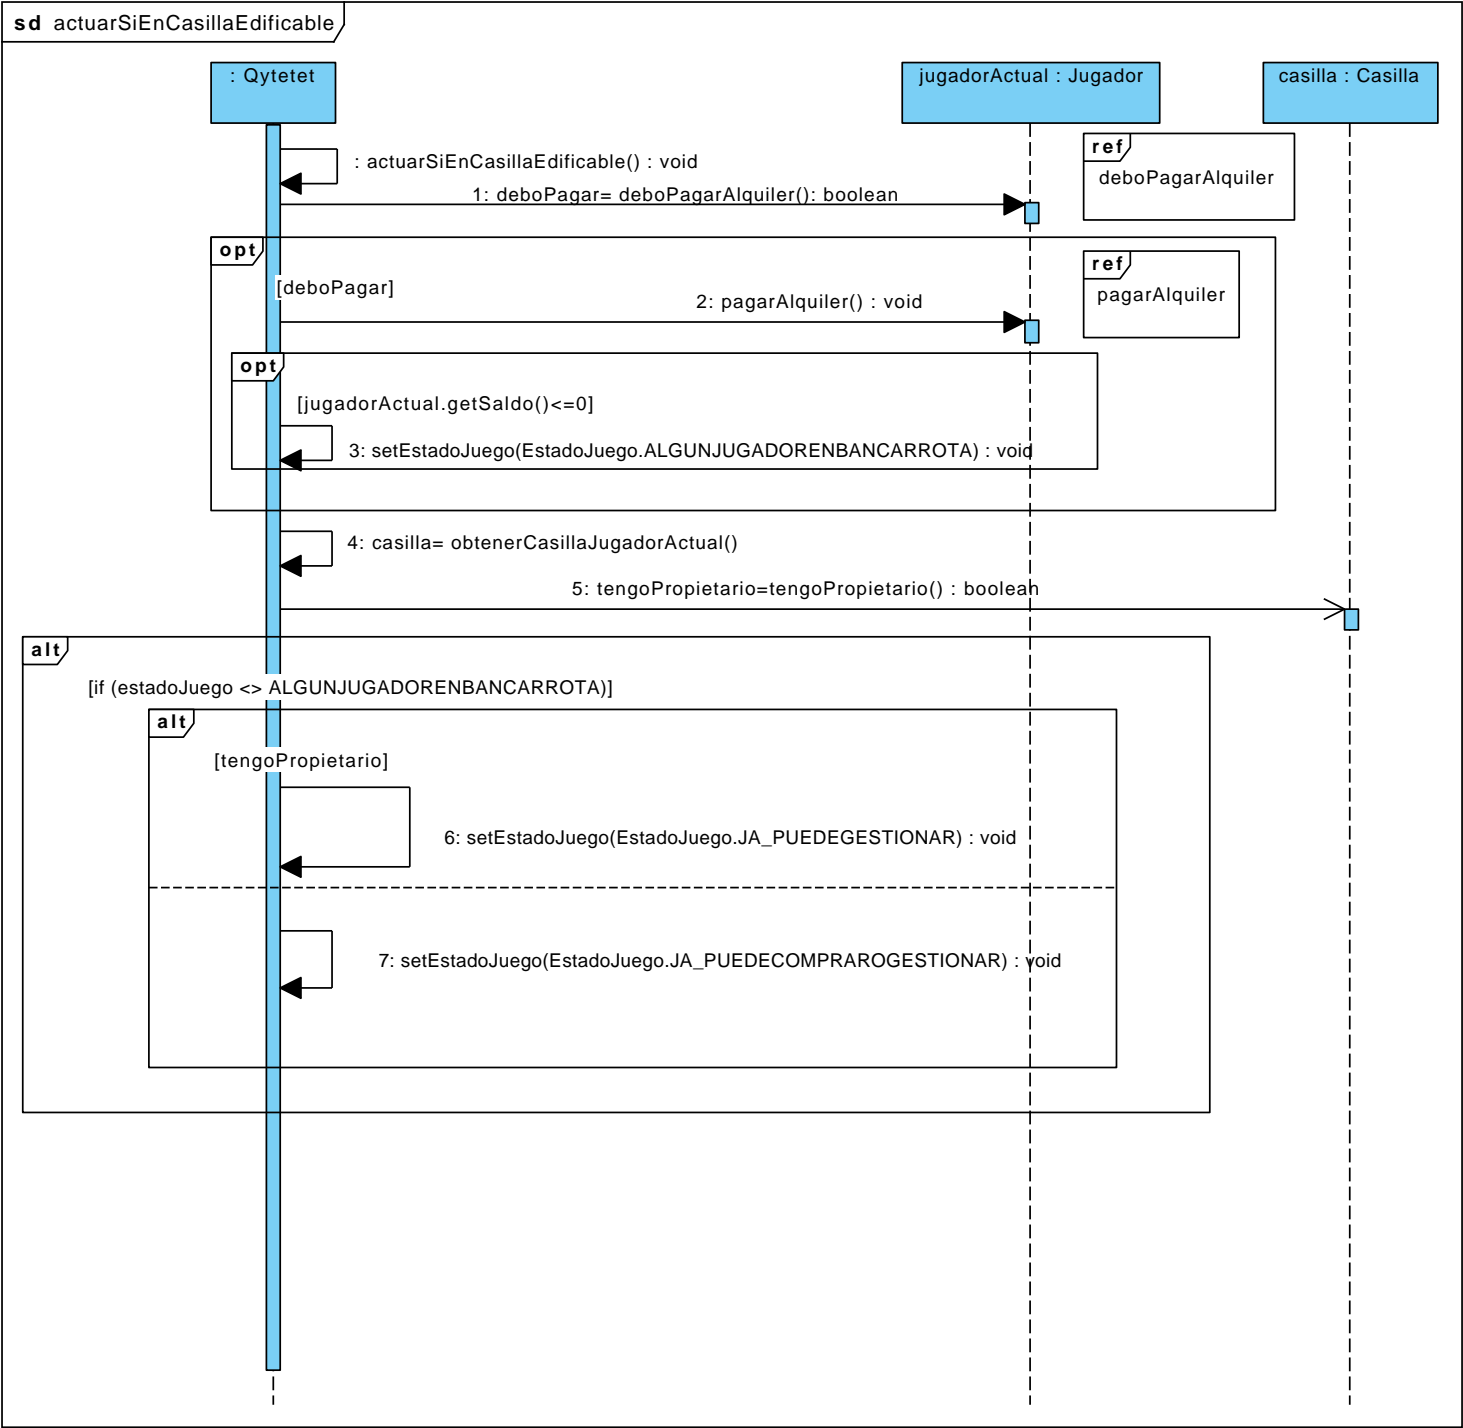 sd actuarSiEnCasillaEdificable
: Qytetet
jugadorActual : Jugador
casilla : Casilla
ref
deboPagarAlquiler
: actuarSiEnCasillaEdificable() : void
1: deboPagar= deboPagarAlquiler(): boolean
opt
ref
pagarAlquiler
[deboPagar]
2: pagarAlquiler() : void
opt
[jugadorActual.getSaldo()<=0]
3: setEstadoJuego(EstadoJuego.ALGUNJUGADORENBANCARROTA) : void
4: casilla= obtenerCasillaJugadorActual()
5: tengoPropietario=tengoPropietario() : boolean
alt
[if (estadoJuego <> ALGUNJUGADORENBANCARROTA)]
alt
[tengoPropietario]
6: setEstadoJuego(EstadoJuego.JA_PUEDEGESTIONAR) : void
7: setEstadoJuego(EstadoJuego.JA_PUEDECOMPRAROGESTIONAR) : void